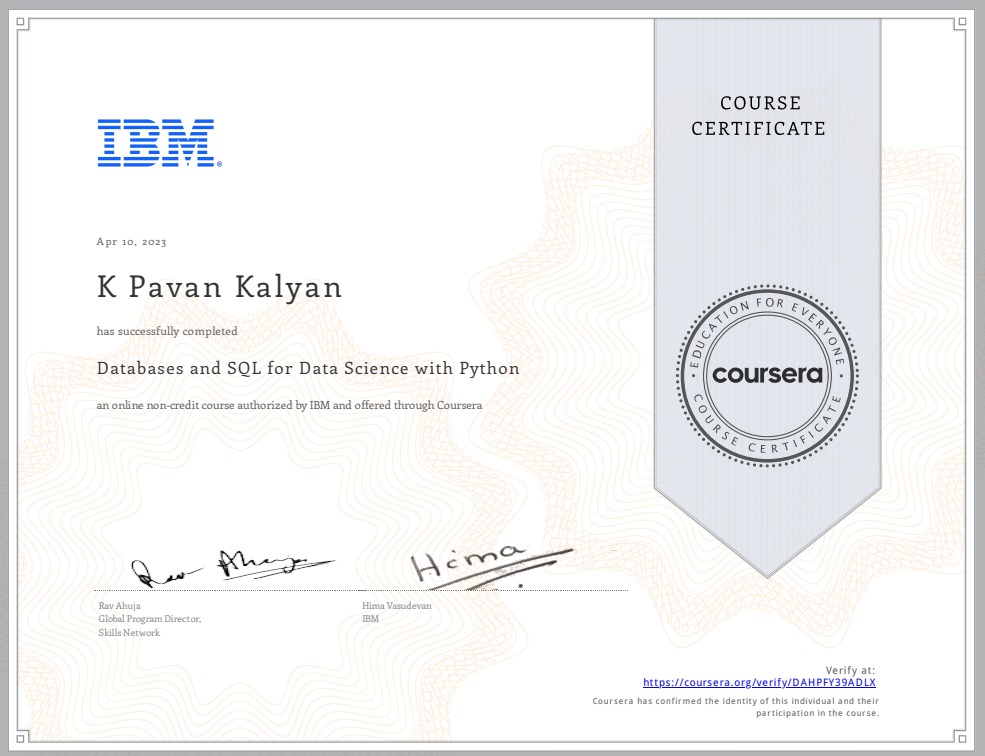 COURSE
CERTIFICATE
IBM®
Apr 10, 2023
K Pavan Kalyan
has successfully completed
Databases and SQL for Data Science with Python
an online non-credit course authorized by IBM and offered through Coursera
EDUCATION FOR EVERYONE
coursera
COURSE CERTIFICATE
Rav Ahuja
Hima
Rav Ahuja
Global Program Director,
Skills Network
Hima Vasudevan
IBM
Verify at:
https://coursera.org/verify/DAHPFY39ADLX
Coursera has confirmed the identity of this individual and their
participation in the course.